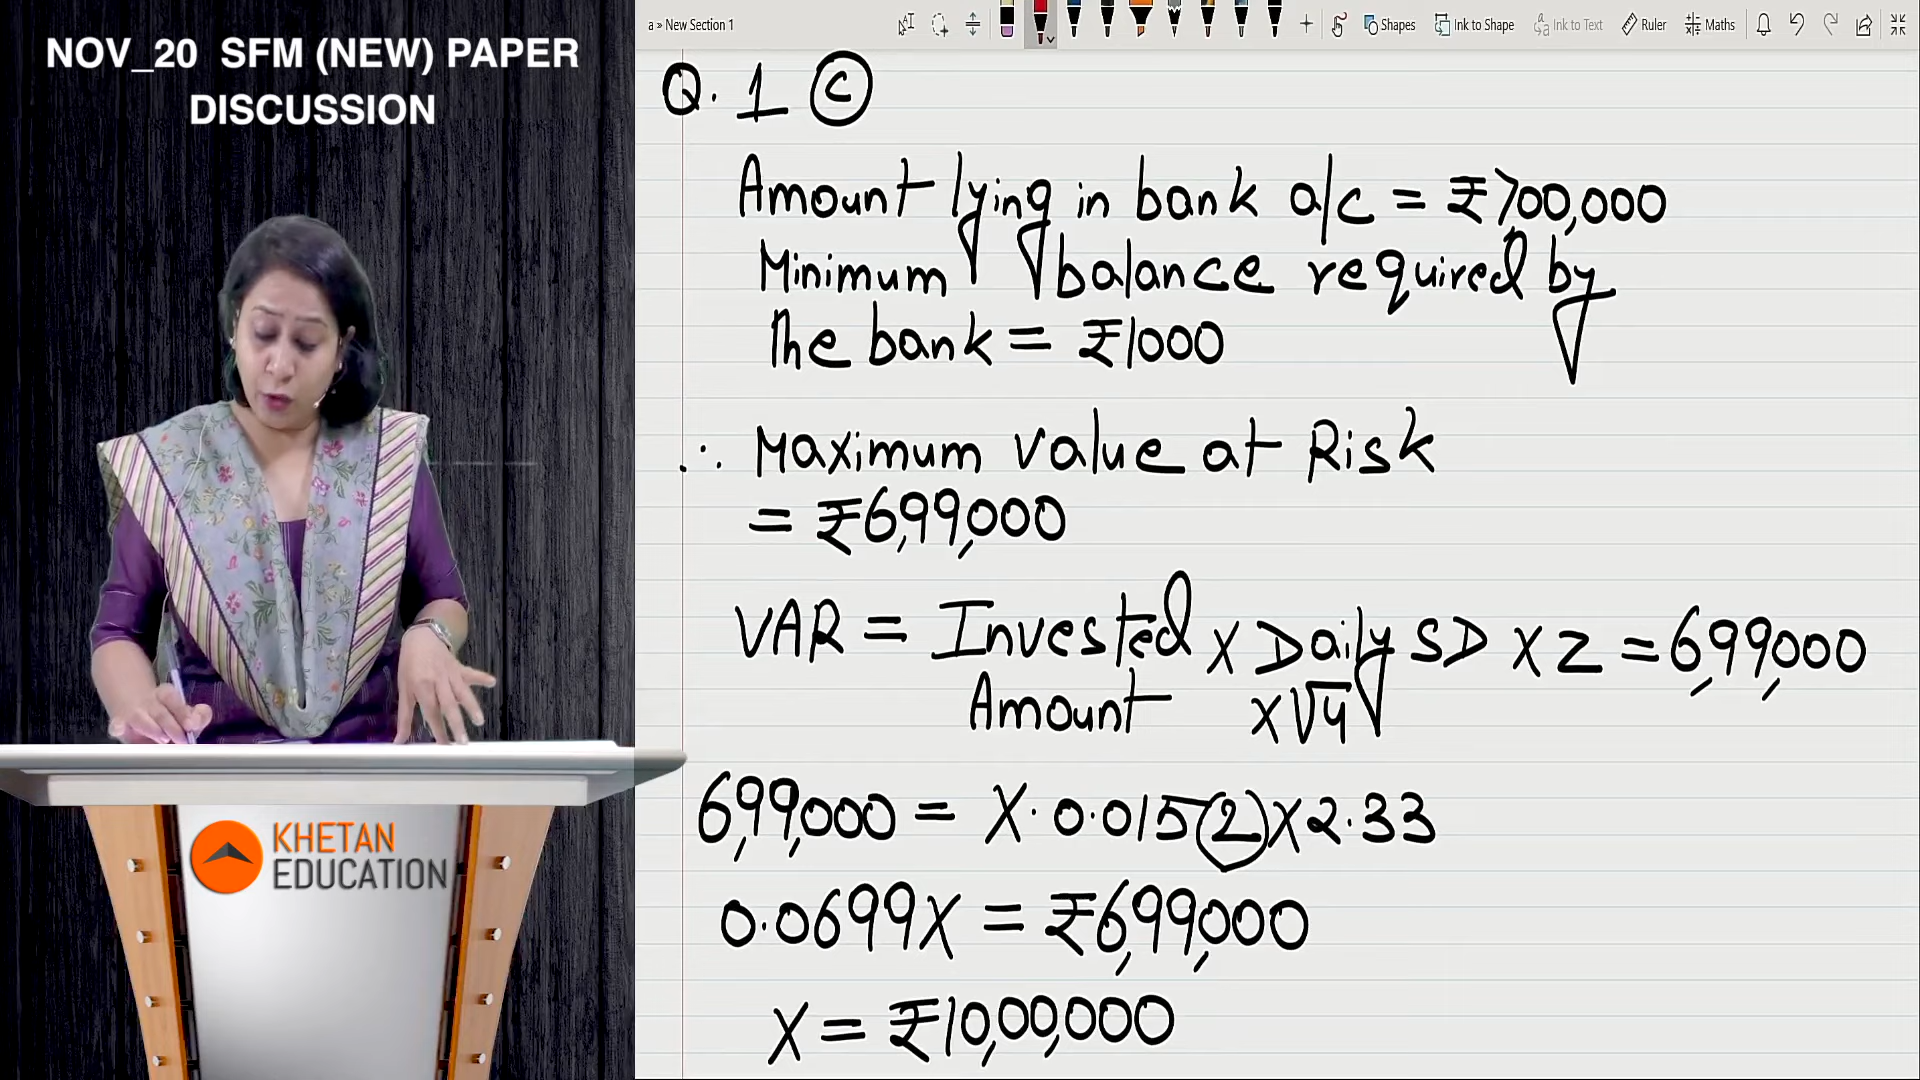 NOV_20 SFM (NEW) PAPER
DISCUSSION
KHETAN
EDUCATION
a » New Section 1
Shapes
Ink to Shape
Ink to Text
Ruler
Maths
Q. 1 (C)
Amount lying in bank a/c = ₹700,000
Minimum balance required by
the bank = ₹1000
∴ Maximum value at Risk
= ₹6,99,000
VAR = Invested Amount X Daily SD X Z = 6,99,000
X √4
6,99,000 = X · 0.015 (2) X 2.33
0.0699X = ₹6,99,000
X = ₹10,00,000